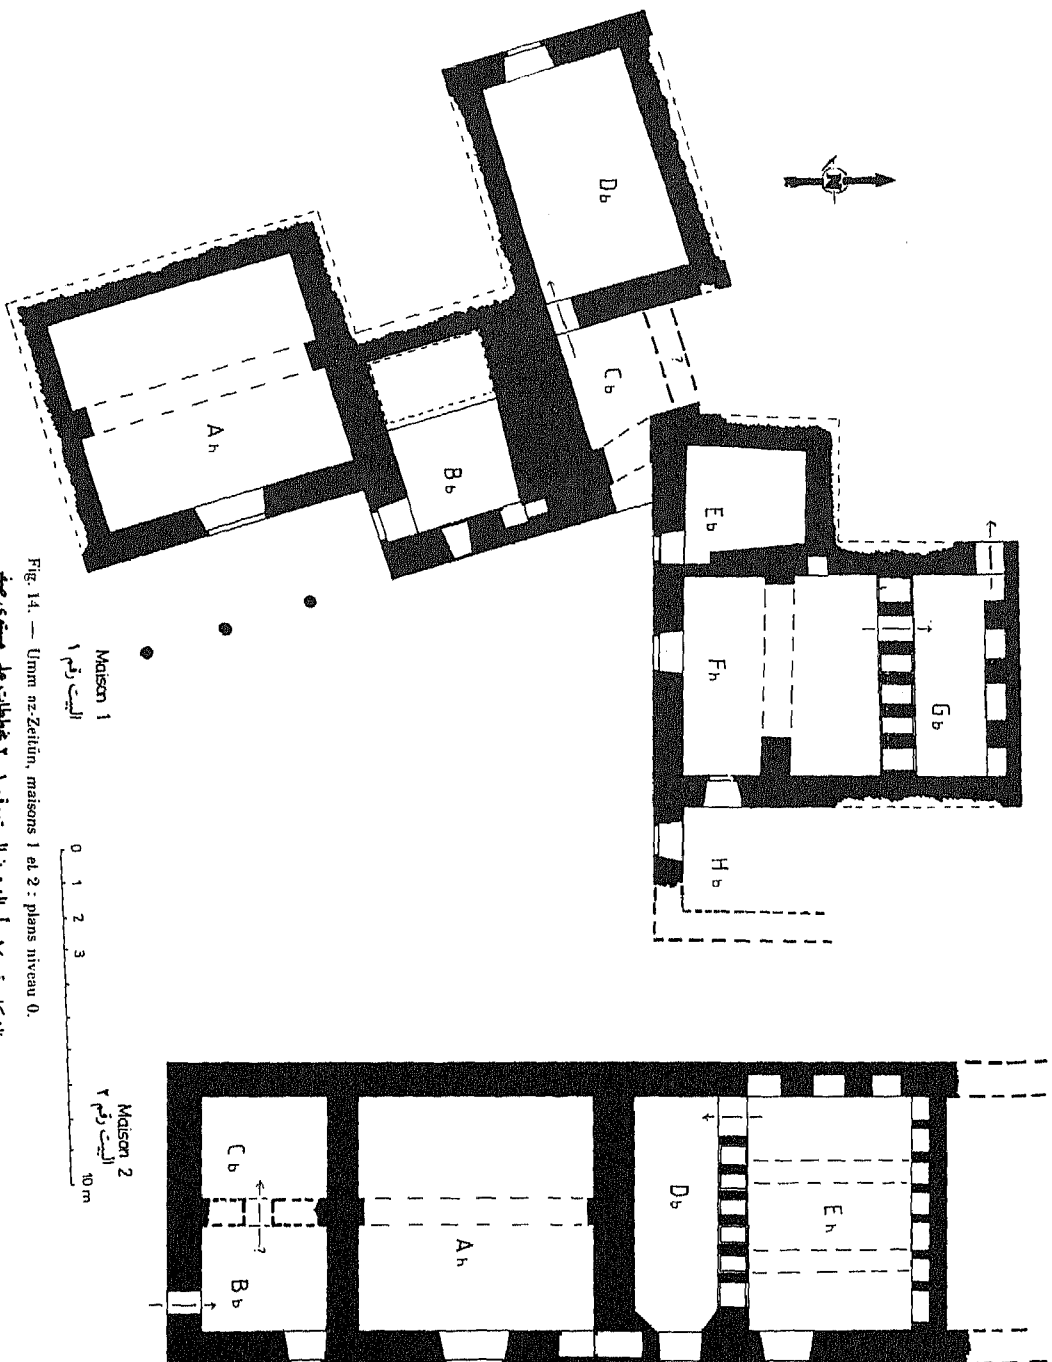 N
Db
Cb
?
Ah
Bb
Eb
Fh
Gb
Hb
Maison 1
البيت رقم ١
0 1 2 3 10 m
Maison 2
البيت رقم ٢
Cb
?
Bb
Ah
Db
Eh
Fig. 14. — Umm az-Zeitūn, maisons 1 et 2 : plans niveau 0.